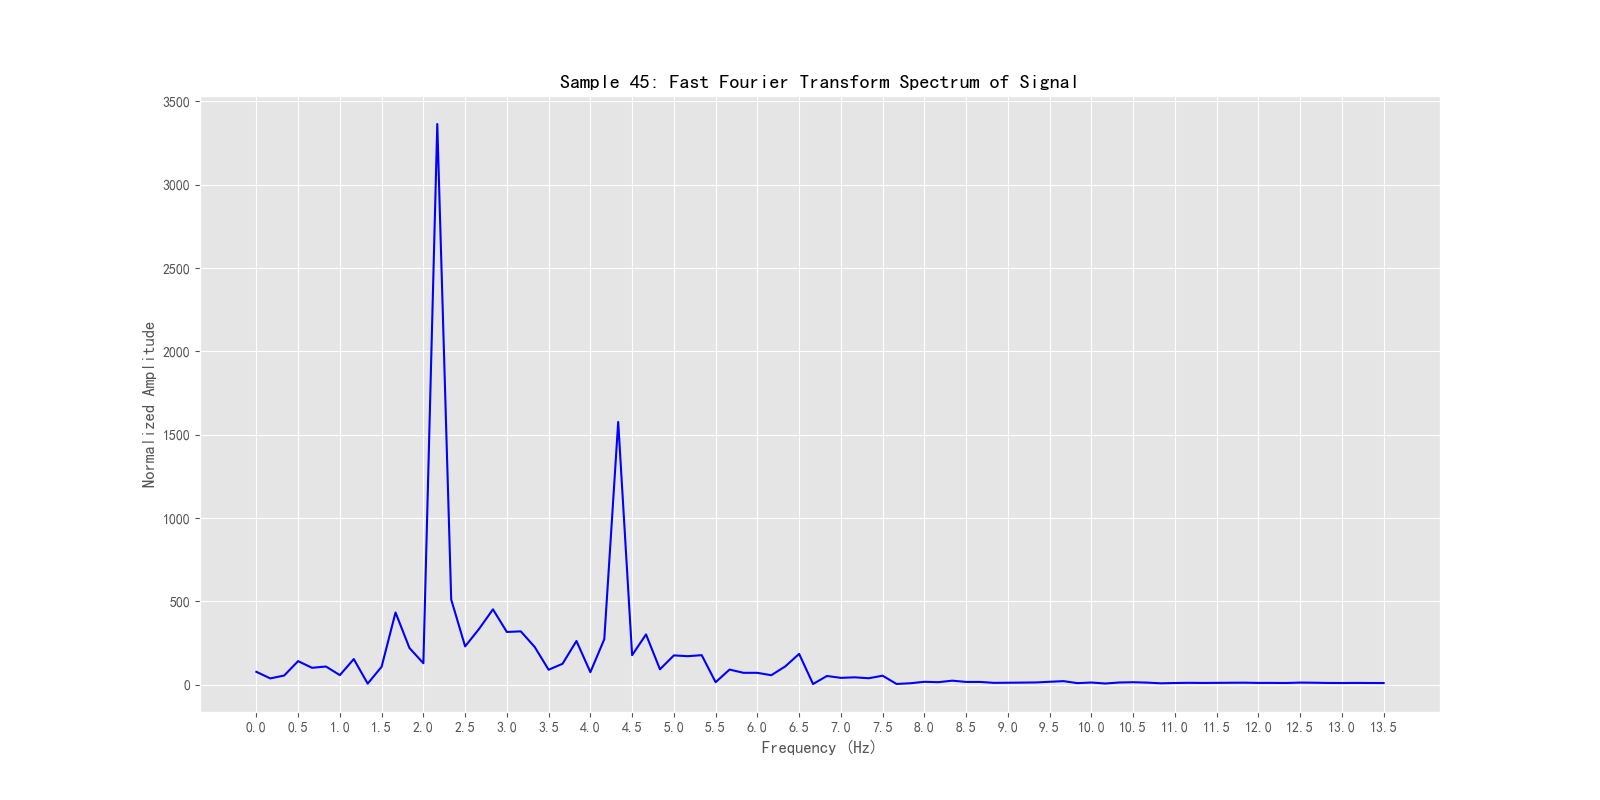 Sample 45: Fast Fourier Transform Spectrum of Signal
3500
3000
2500
2000
1500
1000
500
0
Normalized Amplitude
0.0 0.5 1.0 1.5 2.0 2.5 3.0 3.5 4.0 4.5 5.0 5.5 6.0 6.5 7.0 7.5 8.0 8.5 9.0 9.5 10.0 10.5 11.0 11.5 12.0 12.5 13.0 13.5
Frequency (Hz)